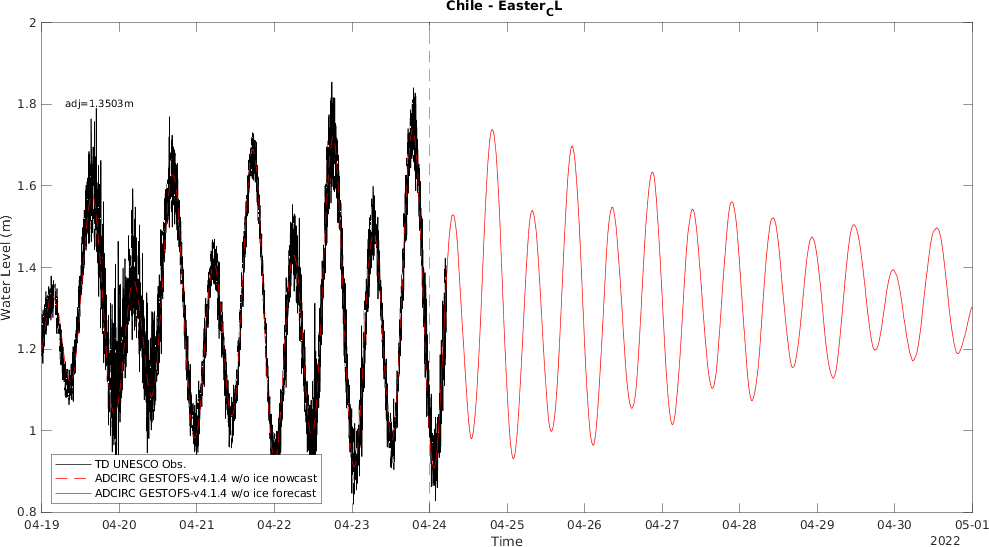 Chile - Easter_CL
adj=1.3503m
Water Level (m)
2
1.8
1.6
1.4
1.2
1
0.8
TD UNESCO Obs.
ADCIRC GESTOFS-v4.1.4 w/o ice nowcast
ADCIRC GESTOFS-v4.1.4 w/o ice forecast
04-19 04-20 04-21 04-22 04-23 04-24 04-25 04-26 04-27 04-28 04-29 04-30 05-01
Time
2022